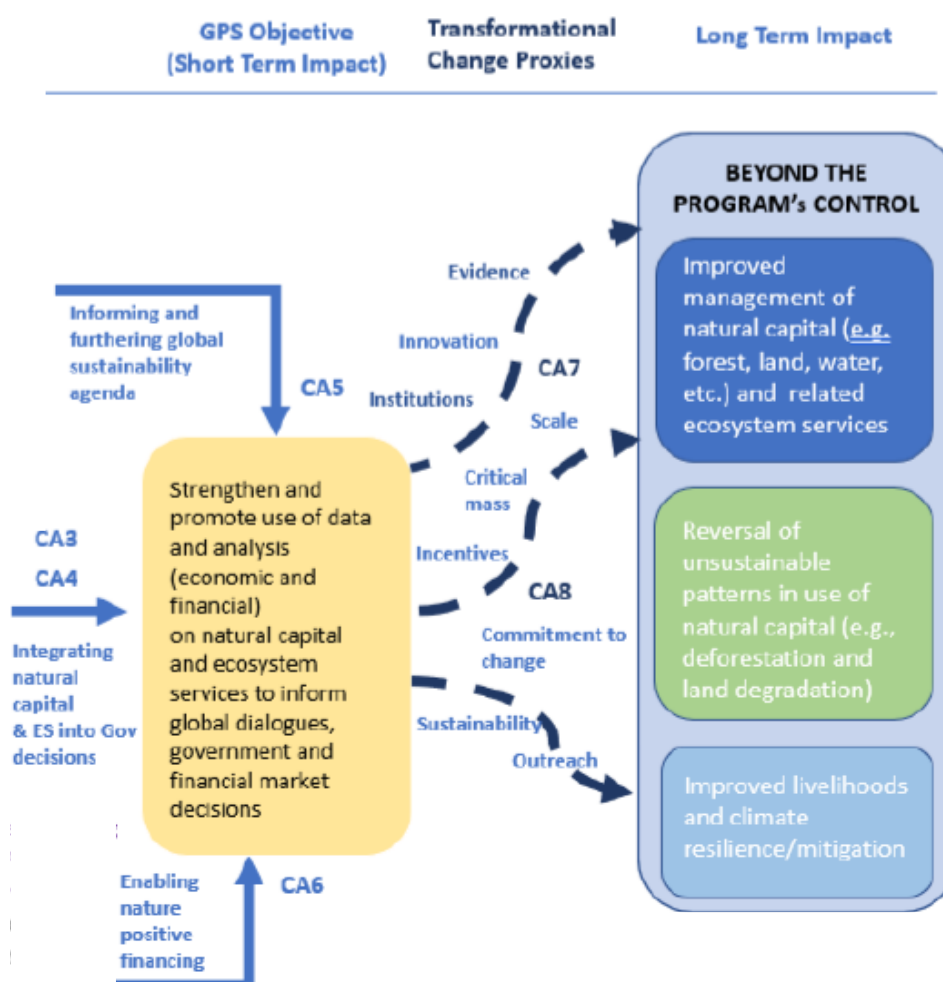 GPS Objective
(Short Term Impact)
Transformational
Change Proxies
Long Term Impact
Informing and
furthering global
sustainability
agenda
CA5
CA3
CA4
Integrating
natural
capital
& ES into Gov
decisions
Strengthen and
promote use of data
and analysis
(economic and
financial)
on natural capital
and ecosystem
services to inform
global dialogues,
government and
financial market
decisions
CA6
Enabling
nature
positive
financing
Evidence
Innovation
CA7
Institutions
Scale
Critical
mass
Incentives
CA8
Commitment to
change
Sustainability
Outreach
BEYOND THE
PROGRAM's CONTROL
Improved
management of
natural capital (e.g.
forest, land, water,
etc.) and related
ecosystem services
Reversal of
unsustainable
patterns in use of
natural capital (e.g.,
deforestation and
land degradation)
Improved livelihoods
and climate
resilience/mitigation